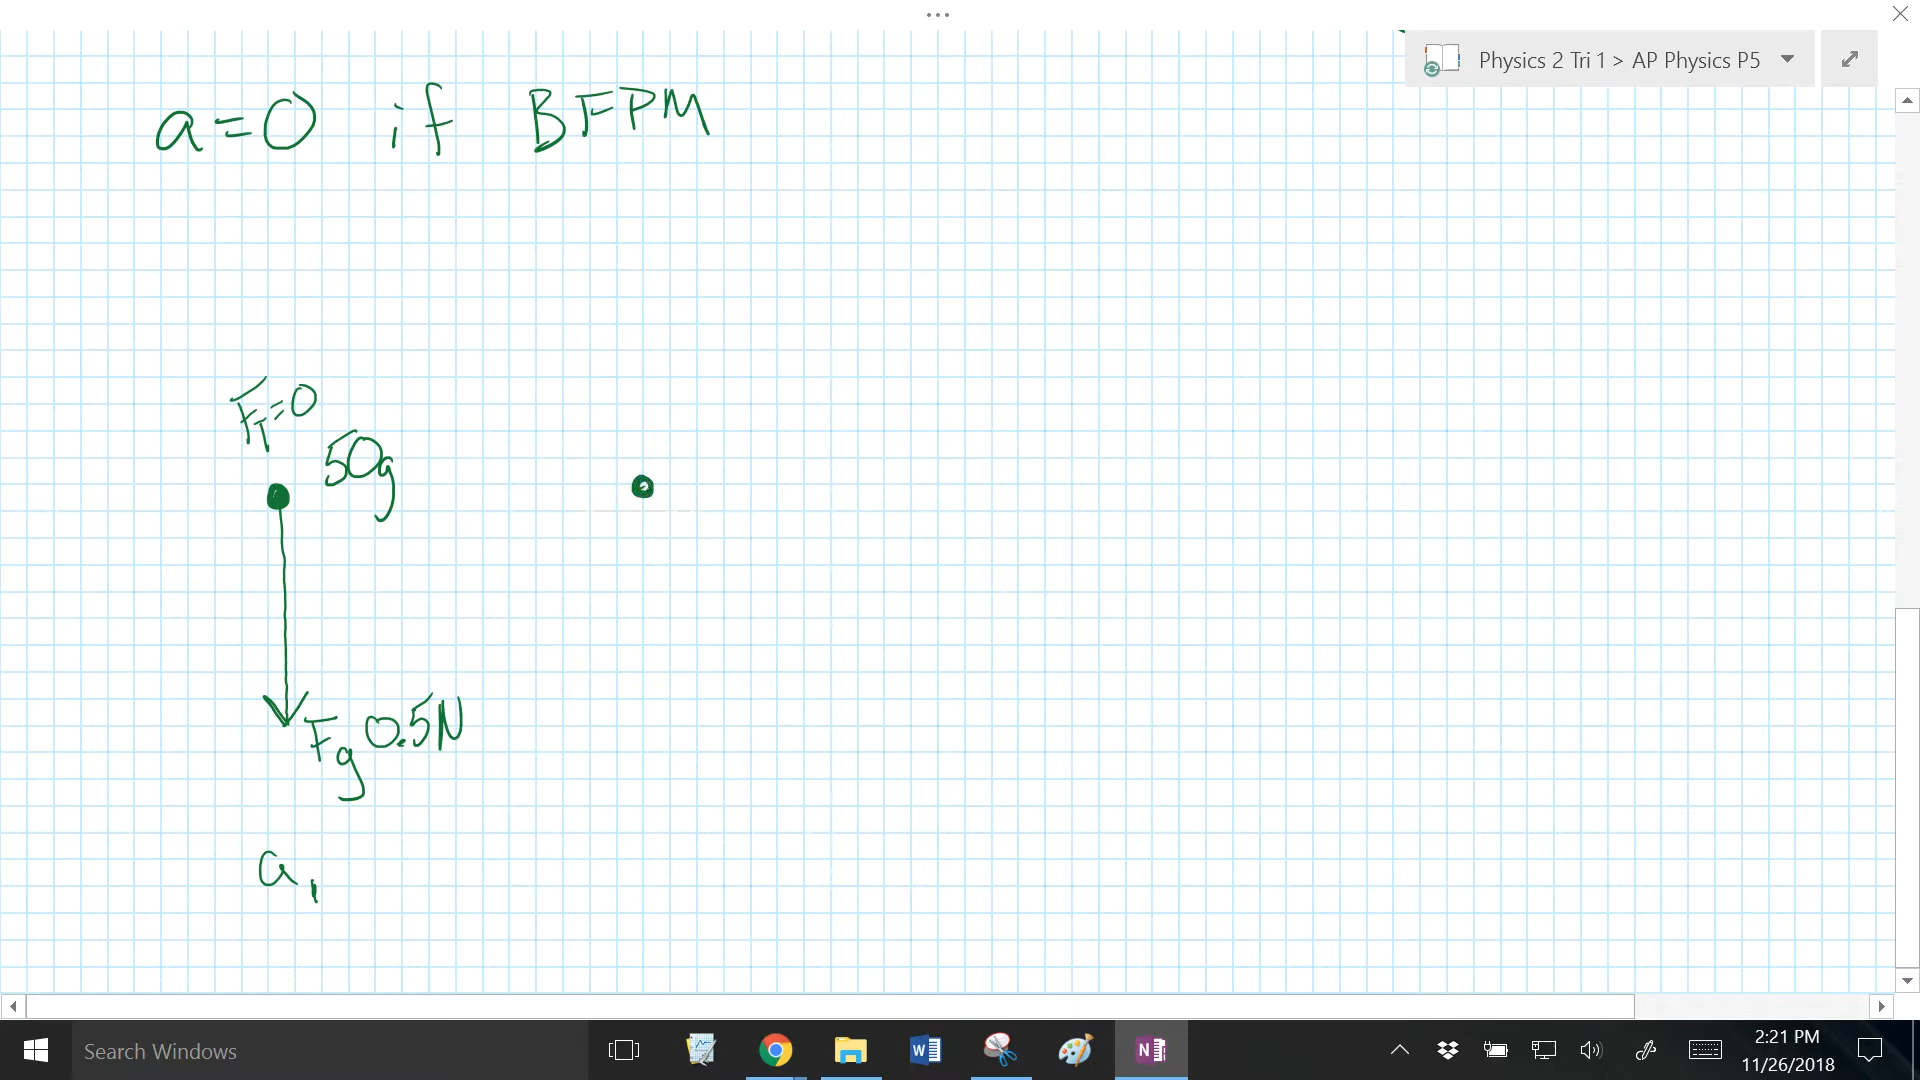 Physics 2 Tri 1 > AP Physics P5
a=0 if BFPM
FT=0
50g
Fg 0.5N
a1
Search Windows
2:21 PM
11/26/2018